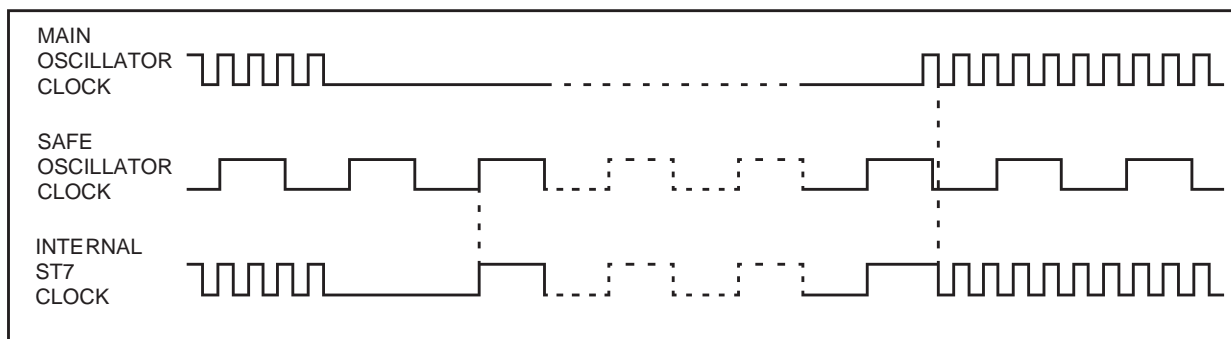 MAIN
OSCILLATOR
CLOCK
SAFE
OSCILLATOR
CLOCK
INTERNAL
ST7
CLOCK